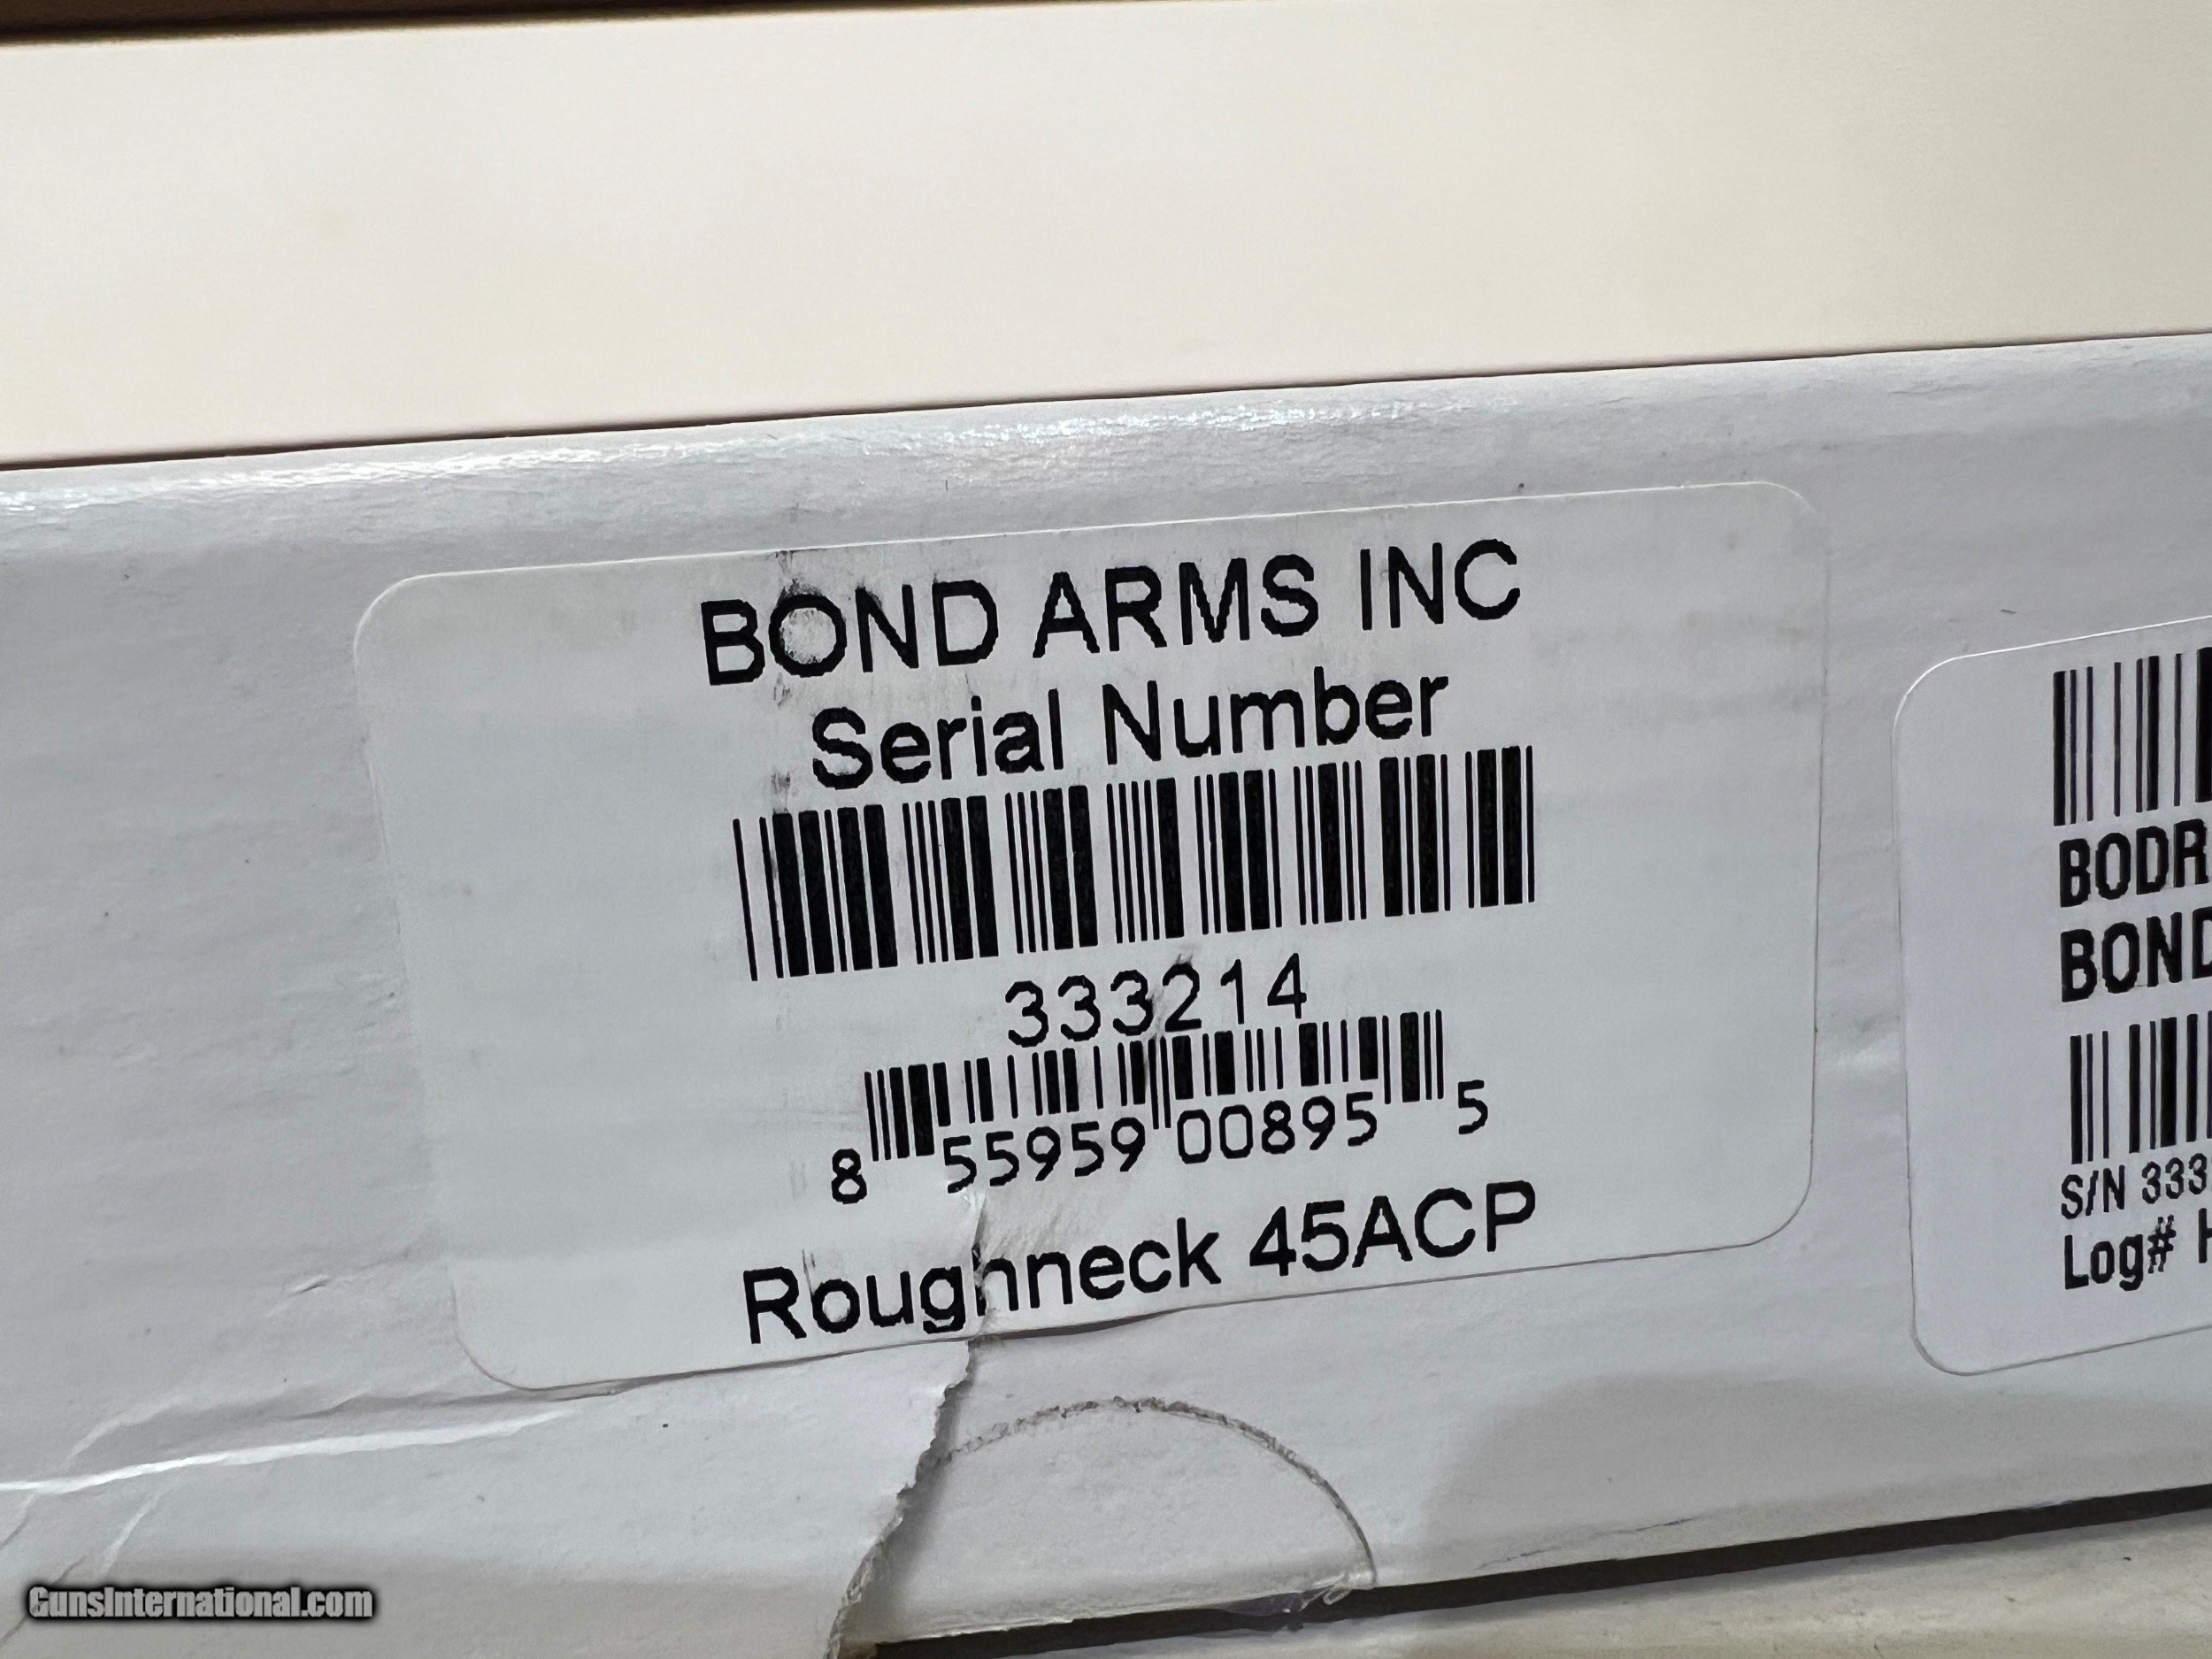 BOND ARMS INC
Serial Number
333214
8 55959 00895 5
Roughneck 45ACP
BODR
BOND
S/N 333
Log# H
GunsInternational.com